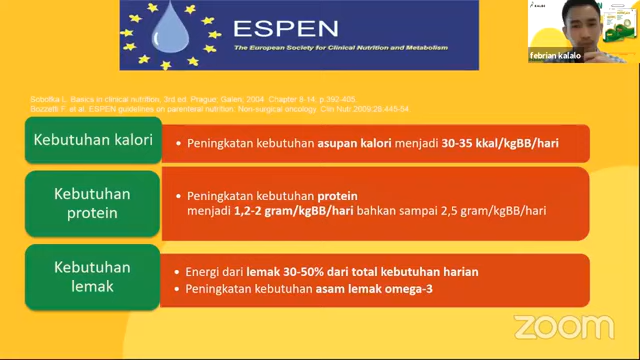 ESPEN
The European Society for Clinical Nutrition and Metabolism
febrian kalalo
Sobotka L. Basics in clinical nutrition, 3rd ed. Prague, Galen; 2004. Chapter 8-14. p.392-405.
Bozzetti F. et al. ESPEN guidelines on parenteral nutrition: Non-surgical oncology. Clin Nutr 2009;28:445-54.
Kebutuhan kalori
• Peningkatan kebutuhan asupan kalori menjadi 30-35 kkal/kgBB/hari
Kebutuhan
protein
• Peningkatan kebutuhan protein
menjadi 1,2-2 gram/kgBB/hari bahkan sampai 2,5 gram/kgBB/hari
Kebutuhan
lemak
• Energi dari lemak 30-50% dari total kebutuhan harian
• Peningkatan kebutuhan asam lemak omega-3
zoom